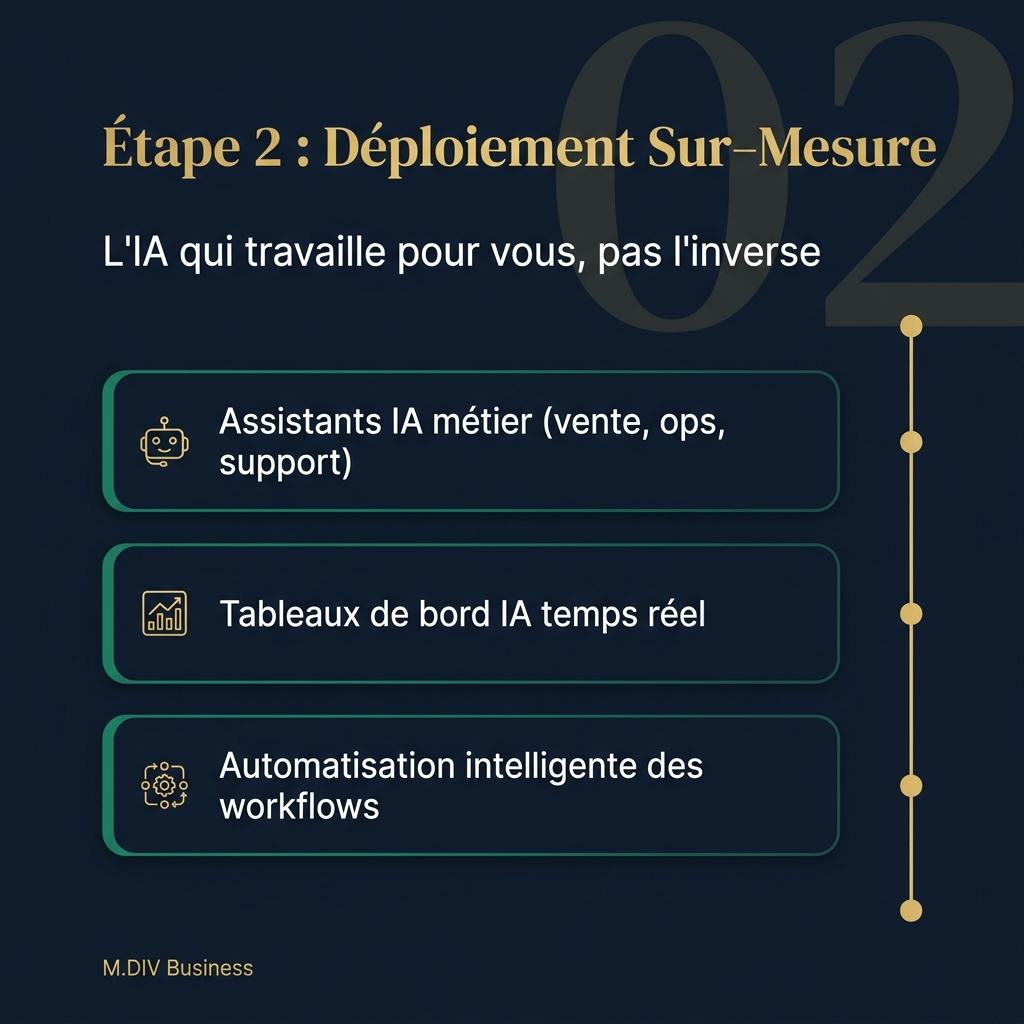 02
Étape 2 : Déploiement Sur-Mesure
L'IA qui travaille pour vous, pas l'inverse
Assistants IA métier (vente, ops,
support)
Tableaux de bord IA temps réel
Automatisation intelligente des
workflows
M.DIV Business